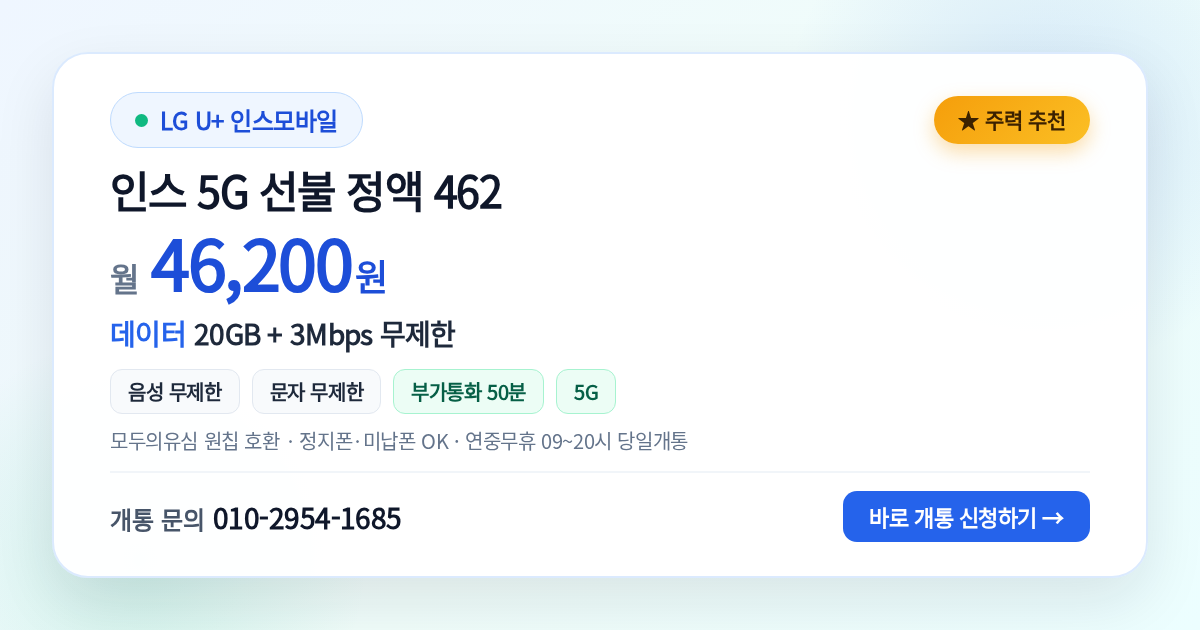 LG U+ 인스모바일
★ 주력 추천
인스 5G 선불 정액 462
월 46,200원
데이터 20GB + 3Mbps 무제한
음성 무제한
문자 무제한
부가통화 50분
5G
모두의유심 원칩 호환 · 정지폰·미납폰 OK · 연중무휴 09~20시 당일개통
개통 문의 010-2954-1685
바로 개통 신청하기 →